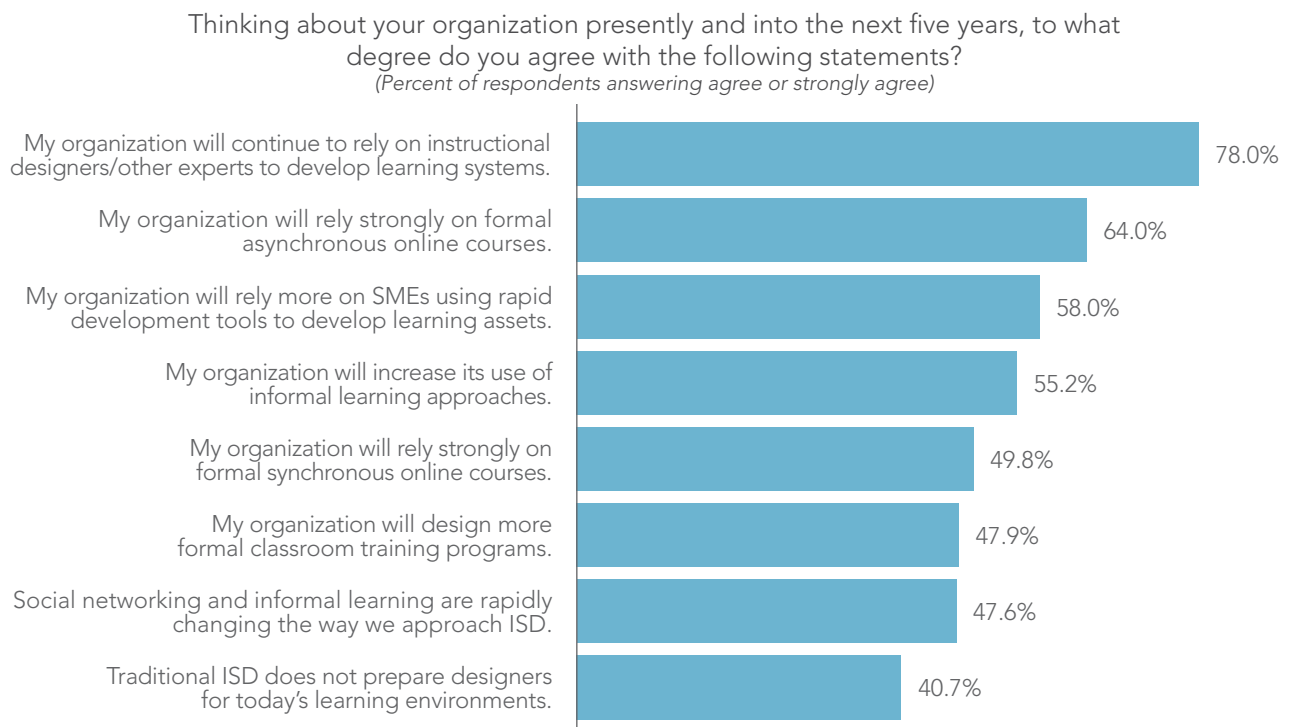 Thinking about your organization presently and into the next five years, to what
degree do you agree with the following statements?
(Percent of respondents answering agree or strongly agree)
My organization will continue to rely on instructional
designers/other experts to develop learning systems.
78.0%
My organization will rely strongly on formal
asynchronous online courses.
64.0%
My organization will rely more on SMEs using rapid
development tools to develop learning assets.
58.0%
My organization will increase its use of
informal learning approaches.
55.2%
My organization will rely strongly on
formal synchronous online courses.
49.8%
My organization will design more
formal classroom training programs.
47.9%
Social networking and informal learning are rapidly
changing the way we approach ISD.
47.6%
Traditional ISD does not prepare designers
for today’s learning environments.
40.7%